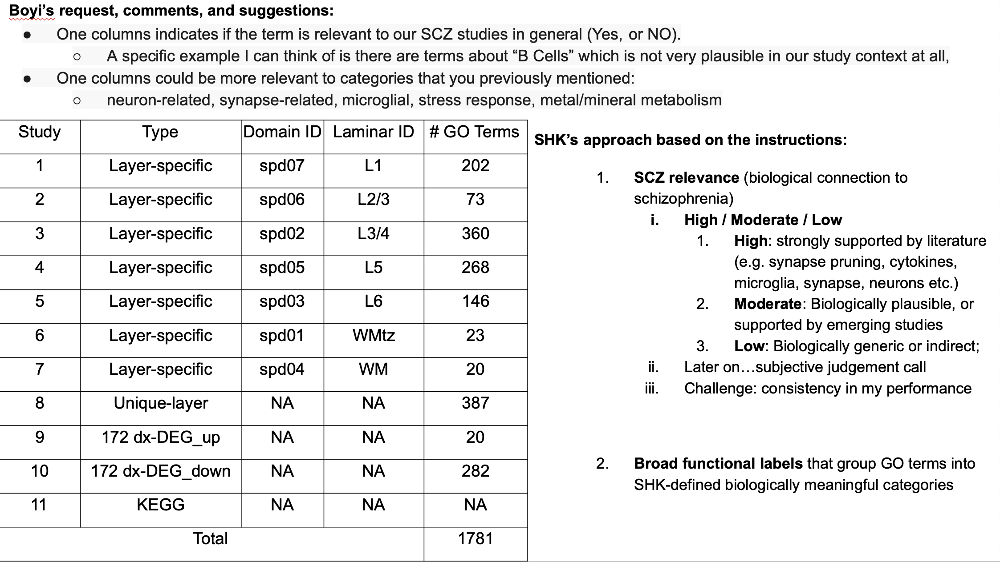 Boyi’s request, comments, and suggestions:
● One columns indicates if the term is relevant to our SCZ studies in general (Yes, or NO).
○ A specific example I can think of is there are terms about “B Cells” which is not very plausible in our study context at all,
● One columns could be more relevant to categories that you previously mentioned:
○ neuron-related, synapse-related, microglial, stress response, metal/mineral metabolism
Study Type Domain ID Laminar ID # GO Terms
1 Layer-specific spd07 L1 202
2 Layer-specific spd06 L2/3 73
3 Layer-specific spd02 L3/4 360
4 Layer-specific spd05 L5 268
5 Layer-specific spd03 L6 146
6 Layer-specific spd01 WMtz 23
7 Layer-specific spd04 WM 20
8 Unique-layer NA NA 387
9 172 dx-DEG_up NA NA 20
10 172 dx-DEG_down NA NA 282
11 KEGG NA NA NA
Total 1781
SHK’s approach based on the instructions:
1. SCZ relevance (biological connection to
schizophrenia)
i. High / Moderate / Low
1. High: strongly supported by literature
(e.g. synapse pruning, cytokines,
microglia, synapse, neurons etc.)
2. Moderate: Biologically plausible, or
supported by emerging studies
3. Low: Biologically generic or indirect;
ii. Later on…subjective judgement call
iii. Challenge: consistency in my performance
2. Broad functional labels that group GO terms into
SHK-defined biologically meaningful categories